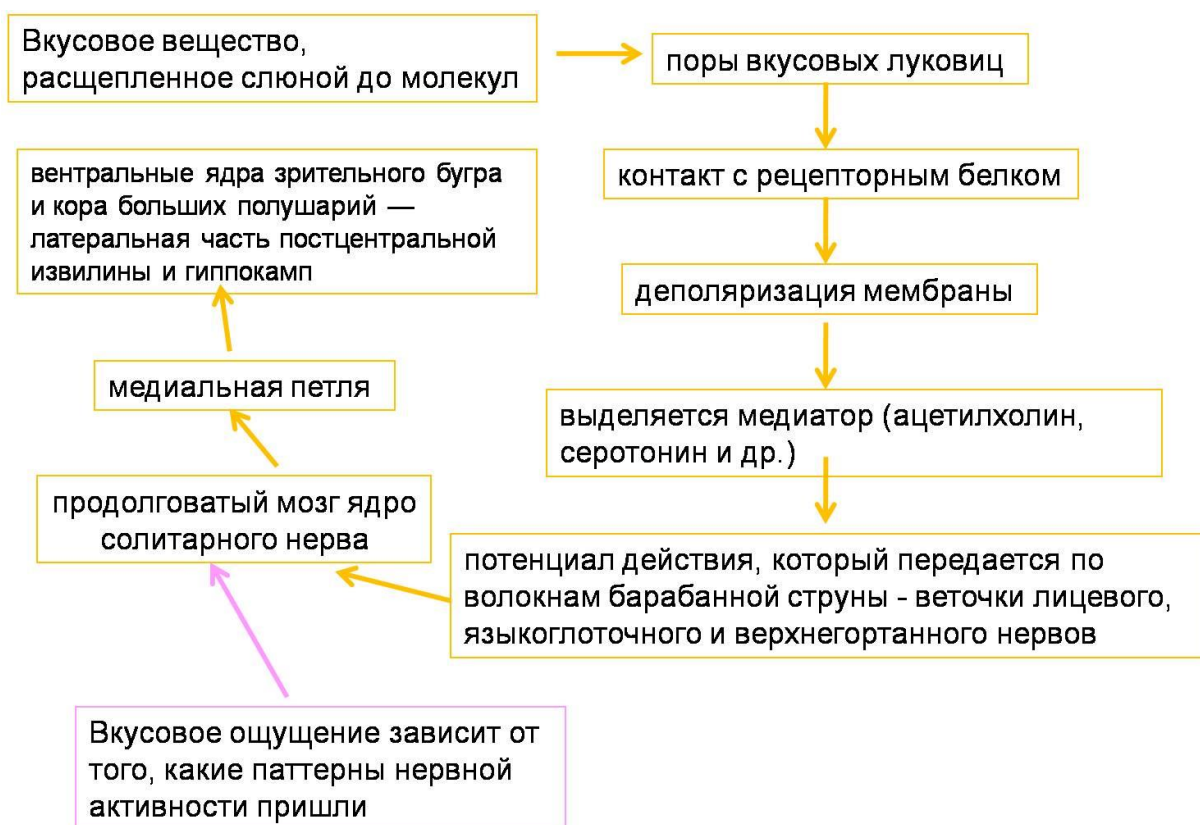 Вкусовое вещество,
расщепленное слюной до молекул
поры вкусовых луковиц
контакт с рецепторным белком
деполяризация мембраны
выделяется медиатор (ацетилхолин,
серотонин и др.)
потенциал действия, который передается по
волокнам барабанной струны - веточки лицевого,
языкоглоточного и верхнегортанного нервов
продолговатый мозг ядро
солитарного нерва
медиальная петля
вентральные ядра зрительного бугра
и кора больших полушарий —
латеральная часть постцентральной
извилины и гиппокамп
Вкусовое ощущение зависит от
того, какие паттерны нервной
активности пришли